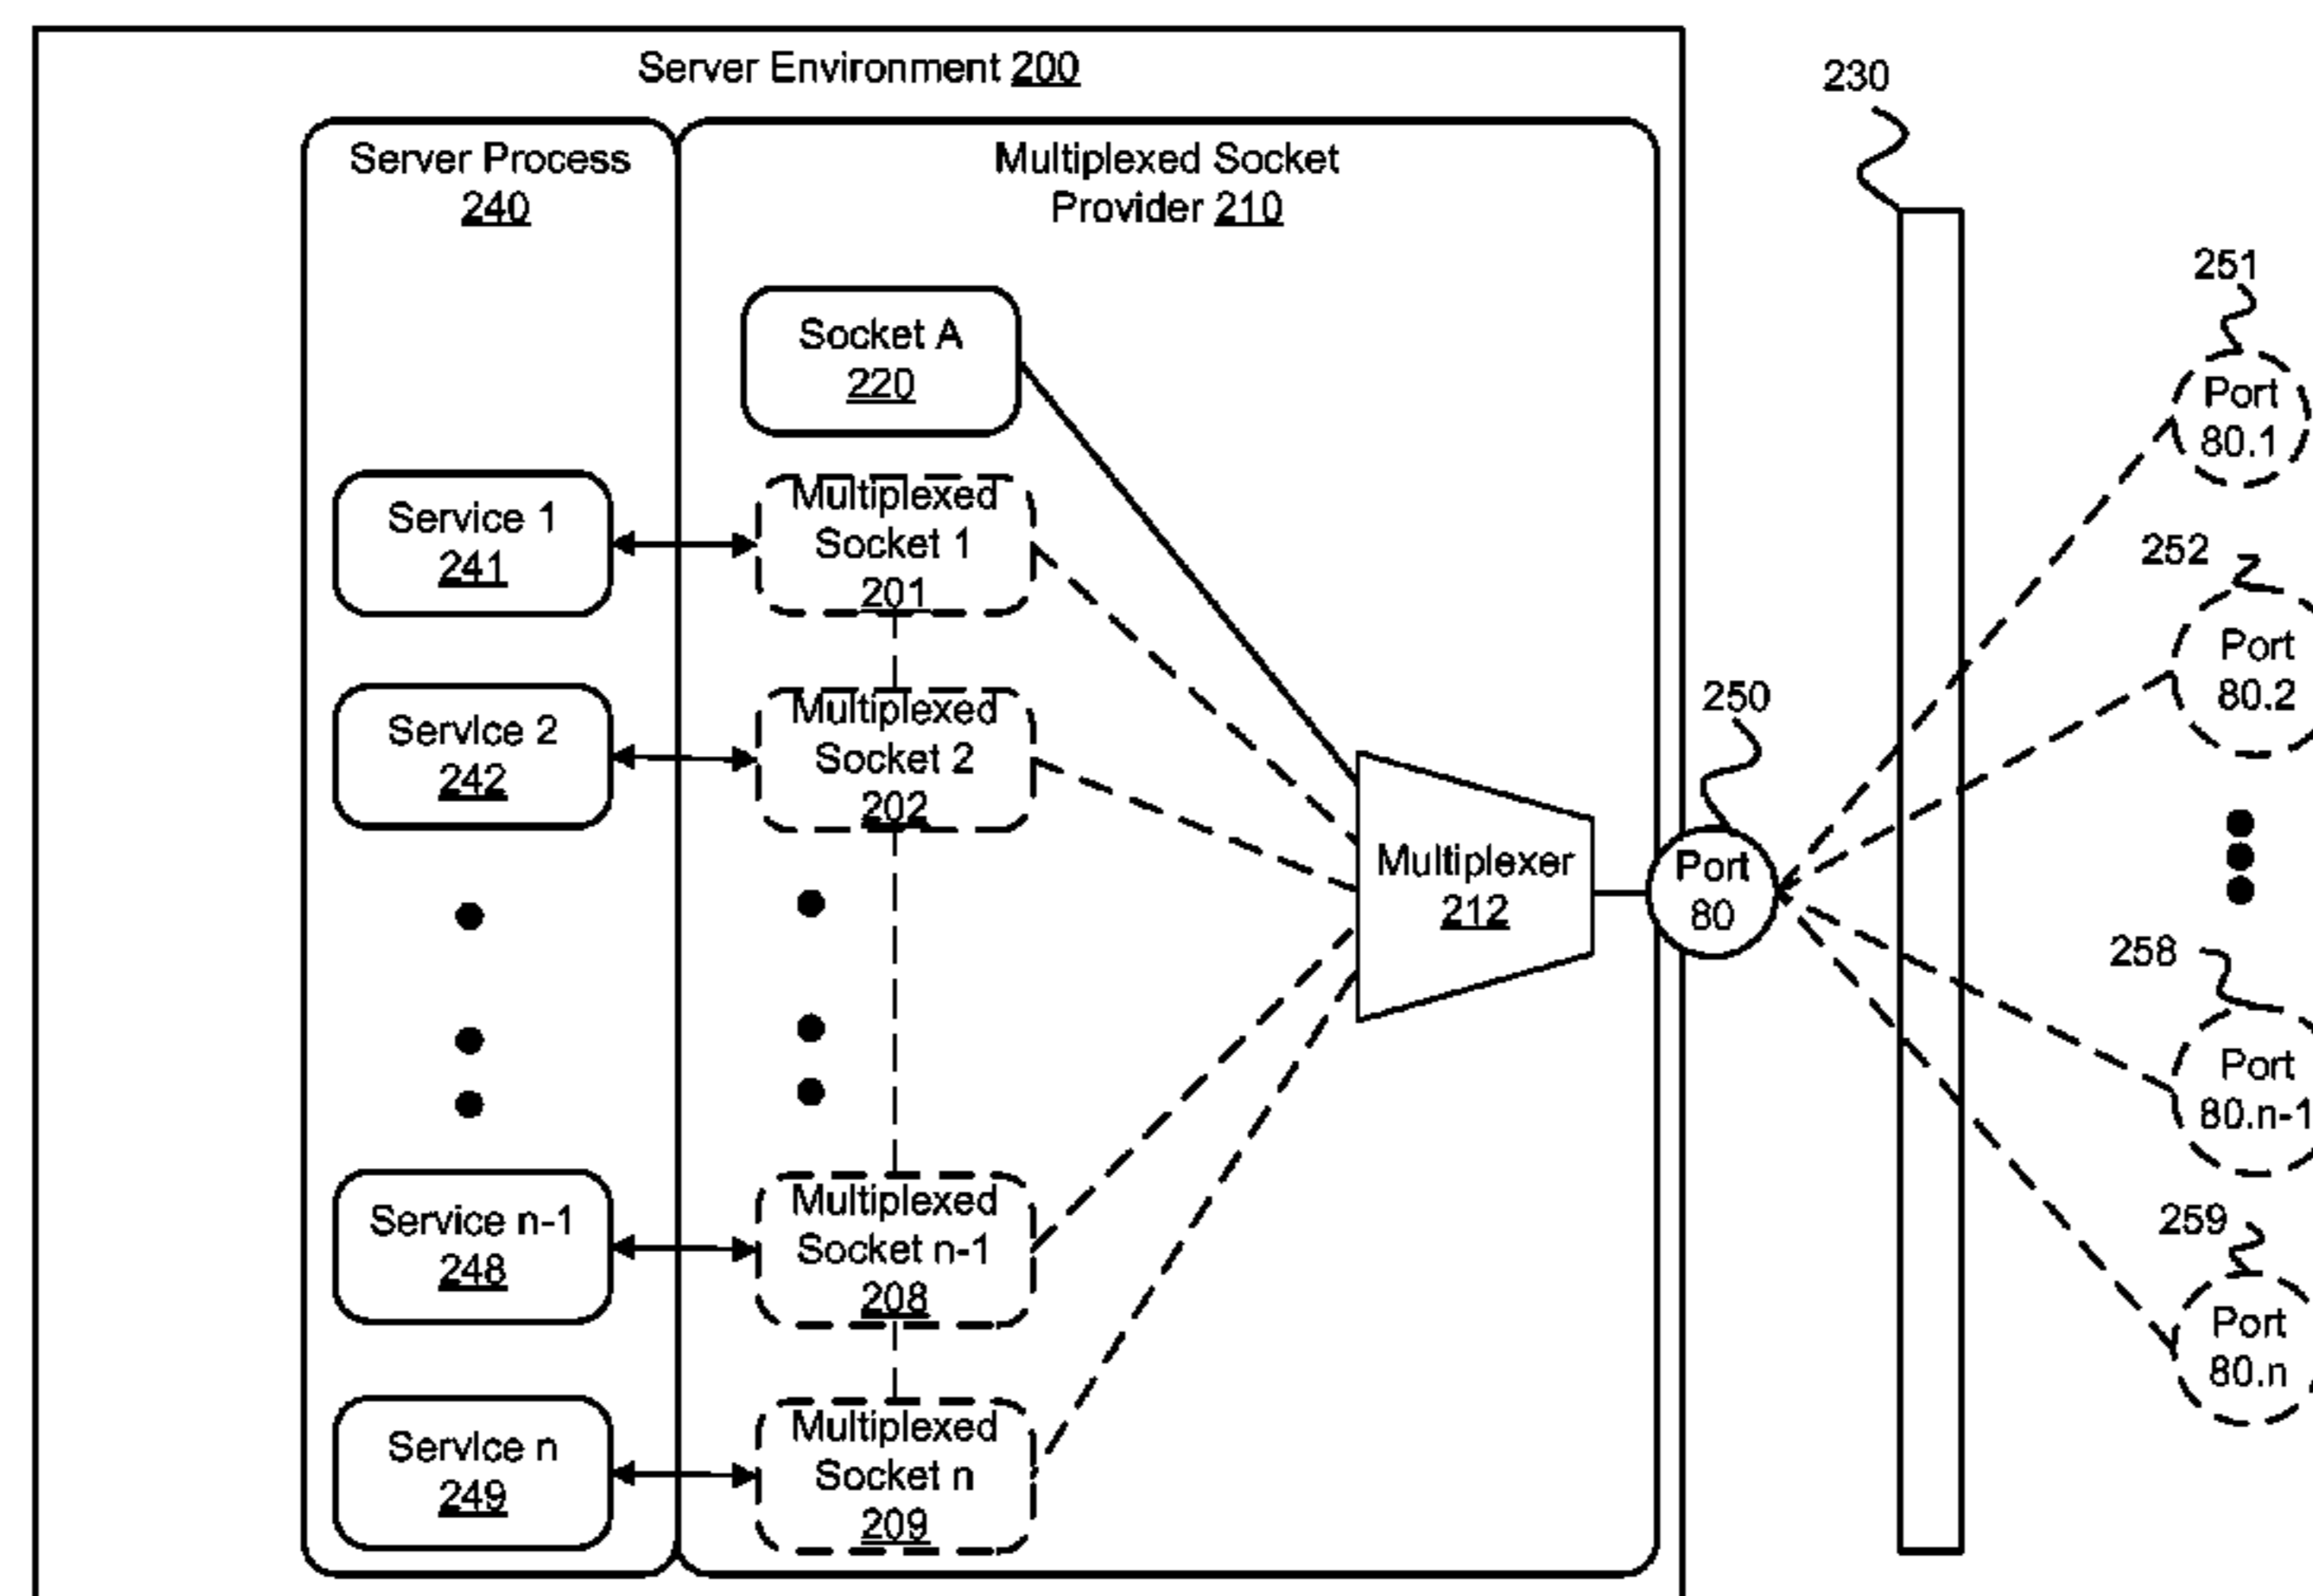 Server Environment 200
230
Server Process
240
Multiplexed Socket
Provider 210
251
Socket A
220
Port
80.1
Service 1
241
Multiplexed
Socket 1
201
252
Port
80.2
Service 2
242
Multiplexed
Socket 2
202
250
Multiplexer
212
Port
80
258
Port
80.n-1
Service n-1
248
Multiplexed
Socket n-1
208
259
Port
80.n
Service n
249
Multiplexed
Socket n
209